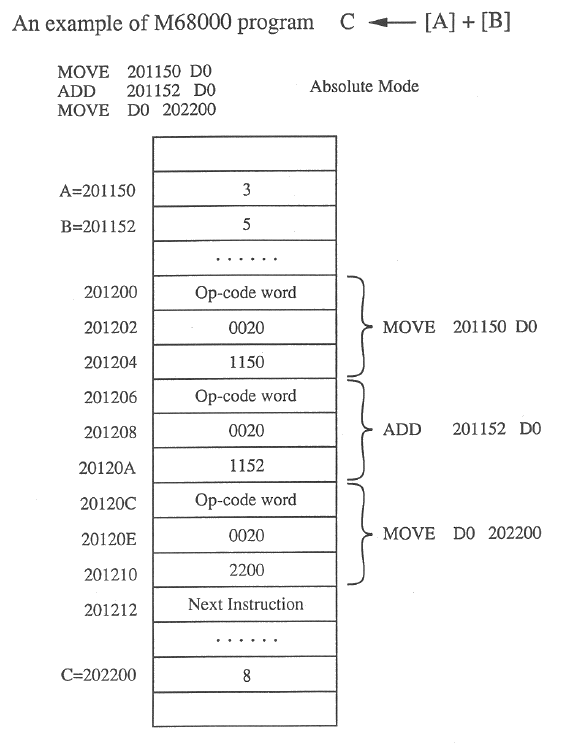 An example of M68000 program C ← [A] + [B]
MOVE 201150 D0
ADD 201152 D0
MOVE D0 202200
Absolute Mode
A=201150 3
B=201152 5
......
201200 Op-code word
201202 0020 MOVE 201150 D0
201204 1150
201206 Op-code word
201208 0020 ADD 201152 D0
20120A 1152
20120C Op-code word
20120E 0020 MOVE D0 202200
201210 2200
201212 Next Instruction
......
C=202200 8